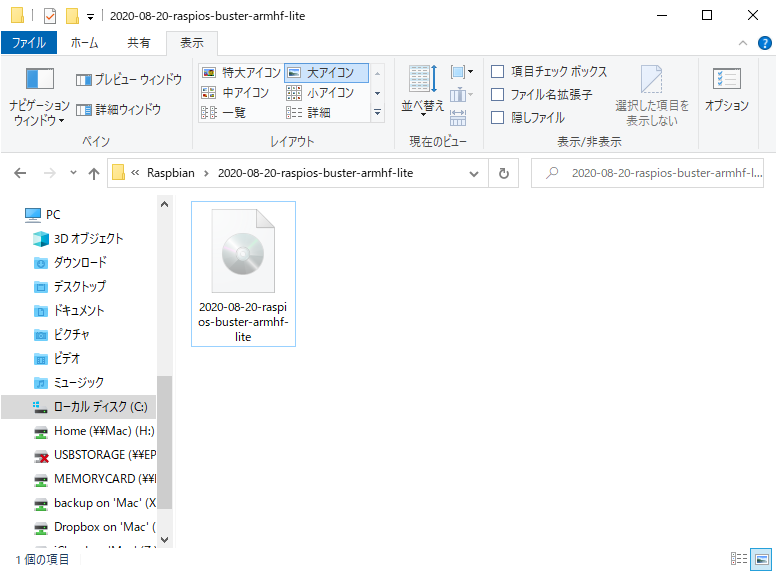 2020-08-20-raspios-buster-armhf-lite
ファイル ホーム 共有 表示
ナビゲーション
ウィンドウ
プレビュー ウィンドウ
詳細ウィンドウ
ペイン
特大アイコン 大アイコン
中アイコン 小アイコン
一覧 詳細
レイアウト
並べ替え
現在のビュー
項目チェック ボックス
ファイル名拡張子
隠しファイル
選択した項目を
表示しない
表示/非表示
オプション
« Raspbian › 2020-08-20-raspios-buster-armhf-lite
2020-08-20-raspios-buster-armhf-l...
PC
3D オブジェクト
ダウンロード
デスクトップ
ドキュメント
ピクチャ
ビデオ
ミュージック
ローカル ディスク (C:)
Home (¥¥Mac) (H:)
USBSTORAGE (¥¥EP
MEMORYCARD (¥¥
backup on 'Mac' (X
Dropbox on 'Mac' (
2020-08-20-raspi
os-buster-armhf-
lite
1 個の項目